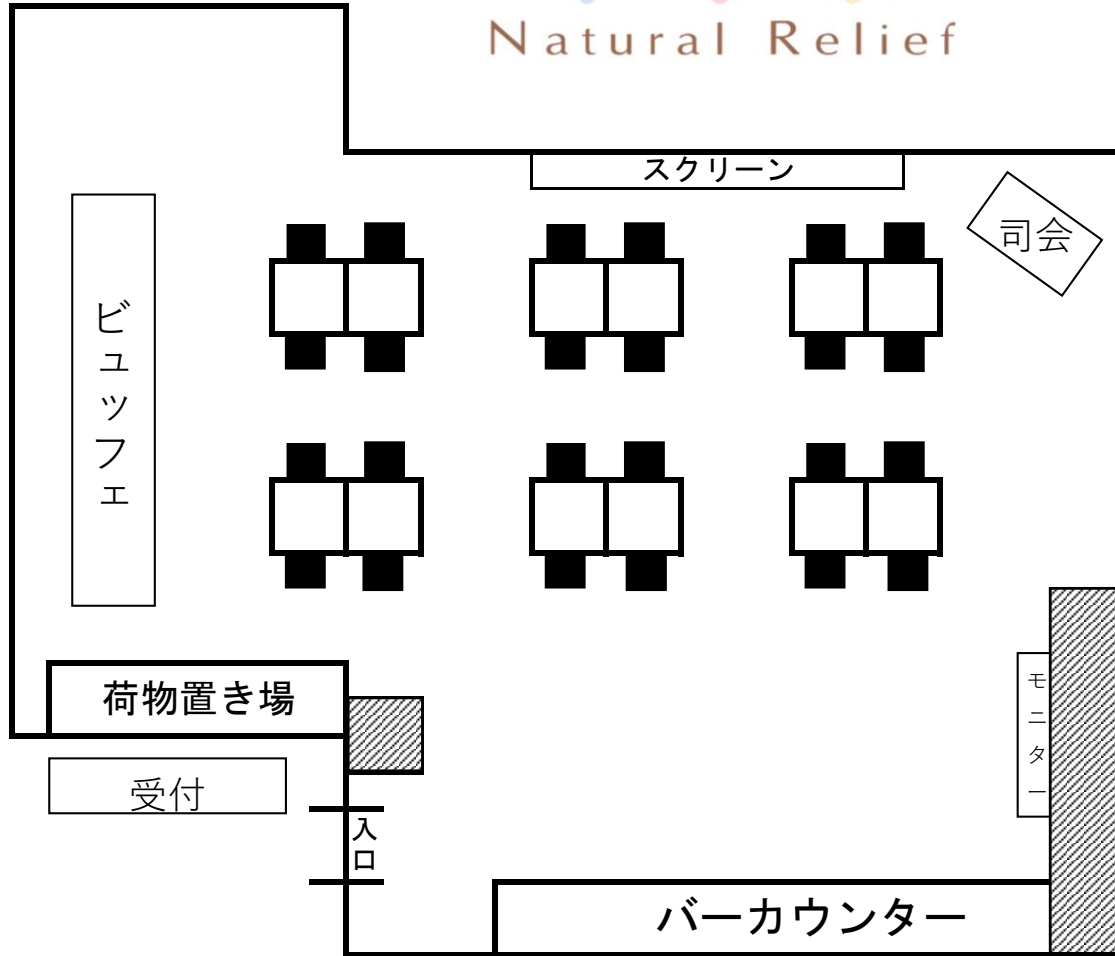 Natural Relief
スクリーン
司会
ビュッフェ
荷物置き場
モニター
受付
入口
バーカウンター